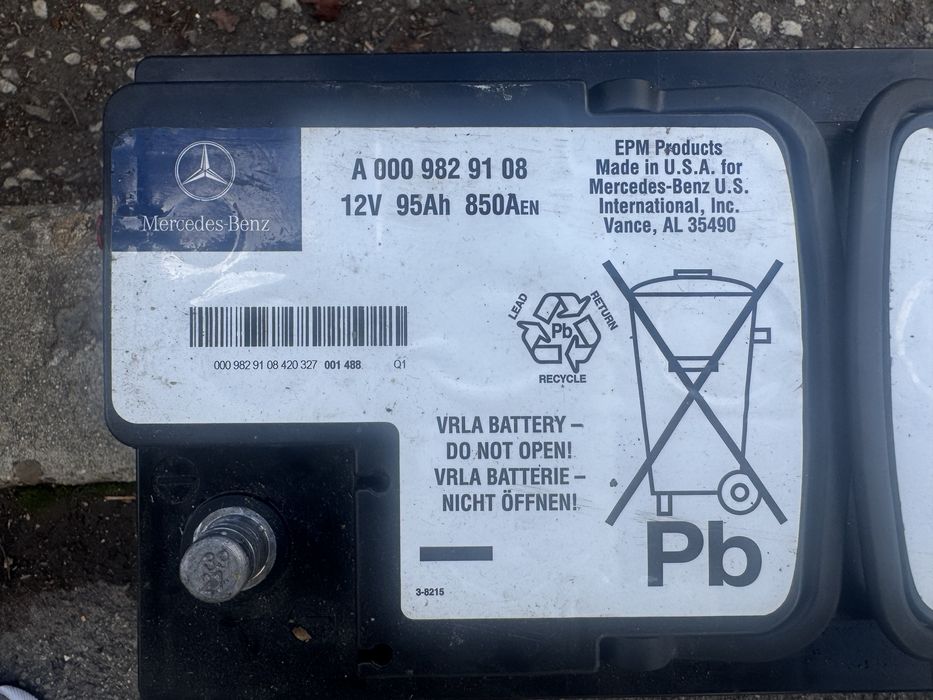 Mercedes-Benz
A 000 982 91 08
12V 95Ah 850AEN
EPM Products
Made in U.S.A. for
Mercedes-Benz U.S.
International, Inc.
Vance, AL 35490
000 982 91 08 420 327 001 488 Q1
LEAD
RETURN
Pb
RECYCLE
VRLA BATTERY –
DO NOT OPEN!
VRLA BATTERIE –
NICHT ÖFFNEN!
Pb
3-8215